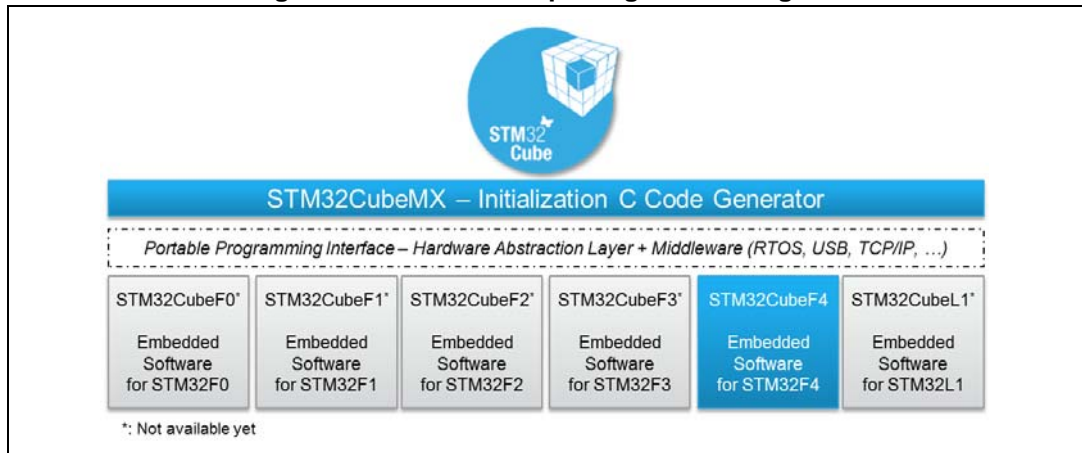 STM32
Cube
STM32CubeMX – Initialization C Code Generator
Portable Programming Interface – Hardware Abstraction Layer + Middleware (RTOS, USB, TCP/IP, …)
STM32CubeF0*
Embedded
Software
for STM32F0
STM32CubeF1*
Embedded
Software
for STM32F1
STM32CubeF2*
Embedded
Software
for STM32F2
STM32CubeF3*
Embedded
Software
for STM32F3
STM32CubeF4
Embedded
Software
for STM32F4
STM32CubeL1*
Embedded
Software
for STM32L1
*: Not available yet